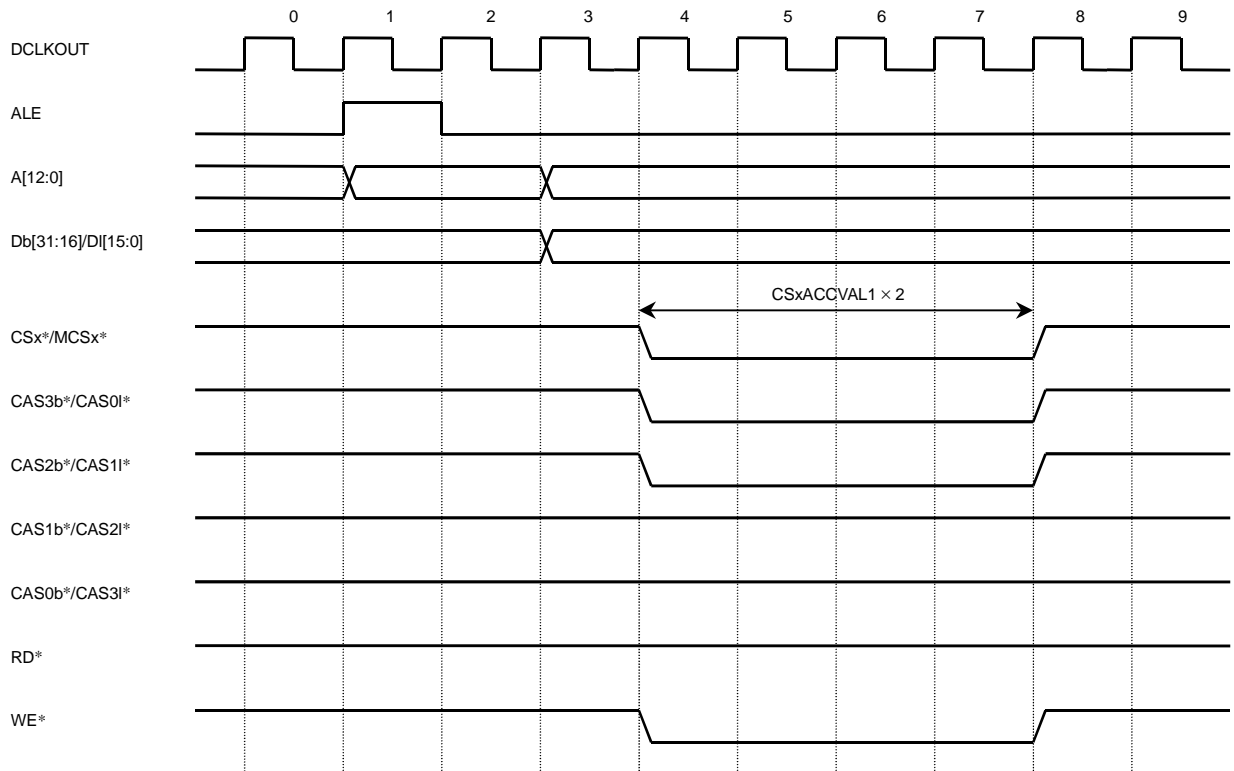 0 1 2 3 4 5 6 7 8 9
DCLKOUT
ALE
A[12:0]
Db[31:16]/Dl[15:0]
CSxACCVAL1 × 2
CSx*/MCSx*
CAS3b*/CAS0l*
CAS2b*/CAS1l*
CAS1b*/CAS2l*
CAS0b*/CAS3l*
RD*
WE*